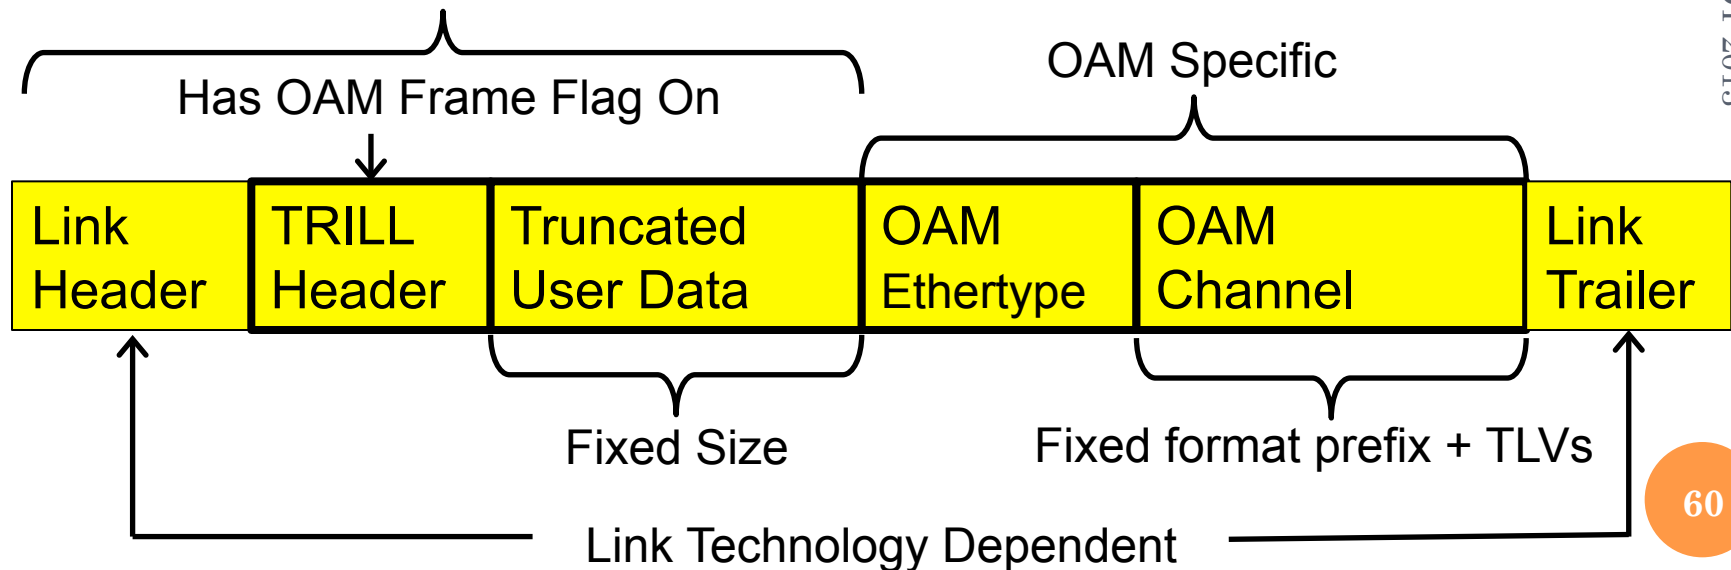 Has OAM Frame Flag On
OAM Specific
Link
Header
TRILL
Header
Truncated
User Data
OAM
Ethertype
OAM
Channel
Link
Trailer
Fixed Size
Fixed format prefix + TLVs
Link Technology Dependent
60
2013